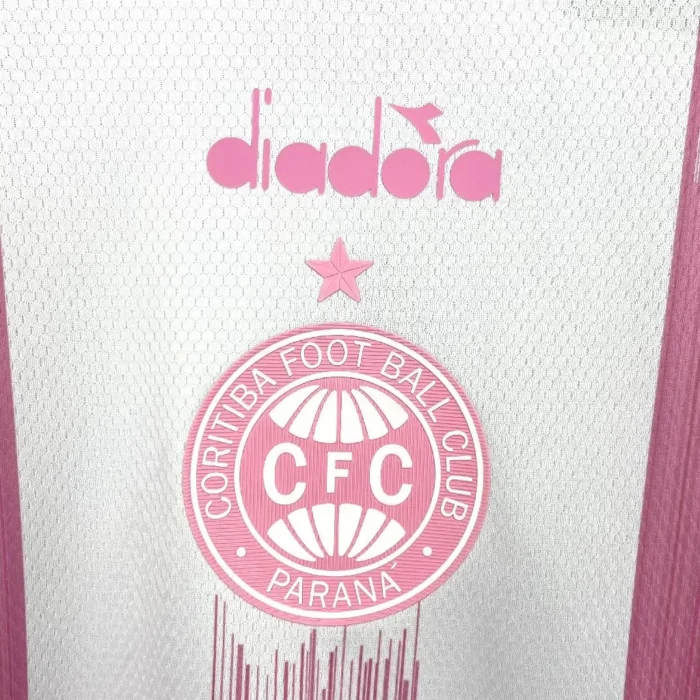 diadora
CORITIBA FOOT BALL CLUB
CFC
PARANÁ